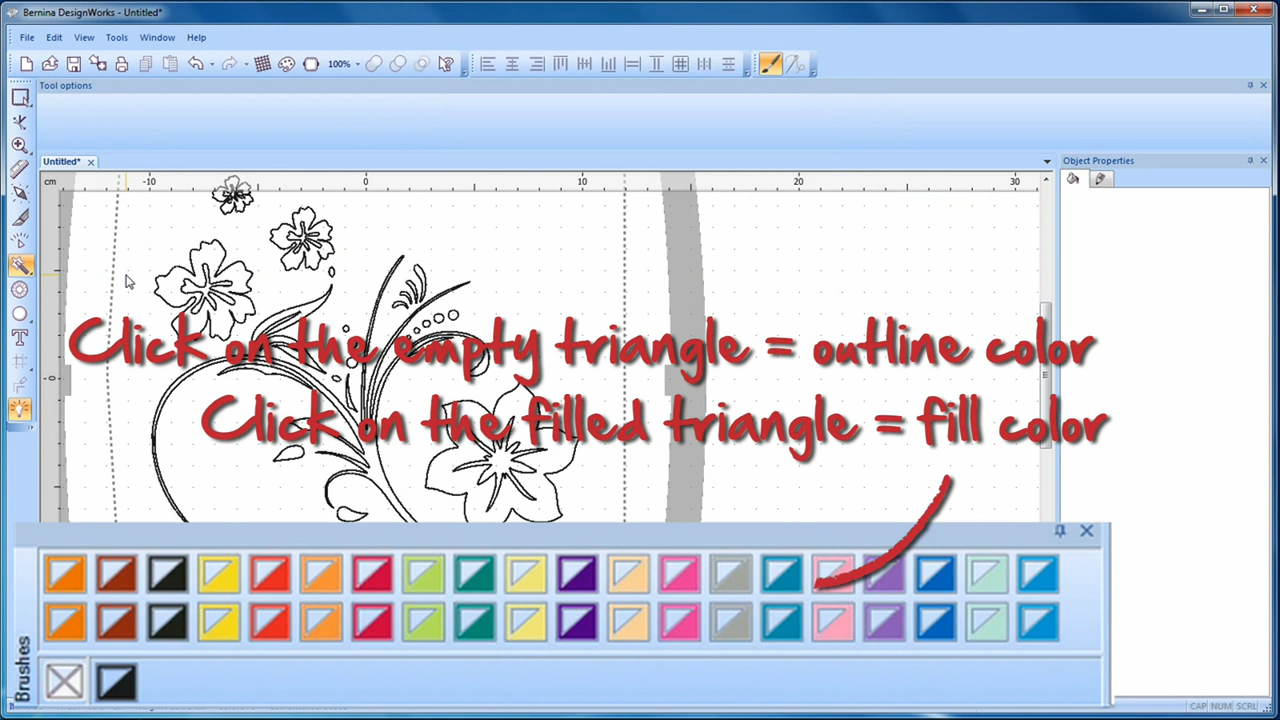 Bernina DesignWorks - Untitled*
File Edit View Tools Window Help
100%
Tool options
Untitled*
Object Properties
cm -10 0 10 20 30
0
Click on the empty triangle = outline color
Click on the filled triangle = fill color
Brushes
CAP NUM SCRL